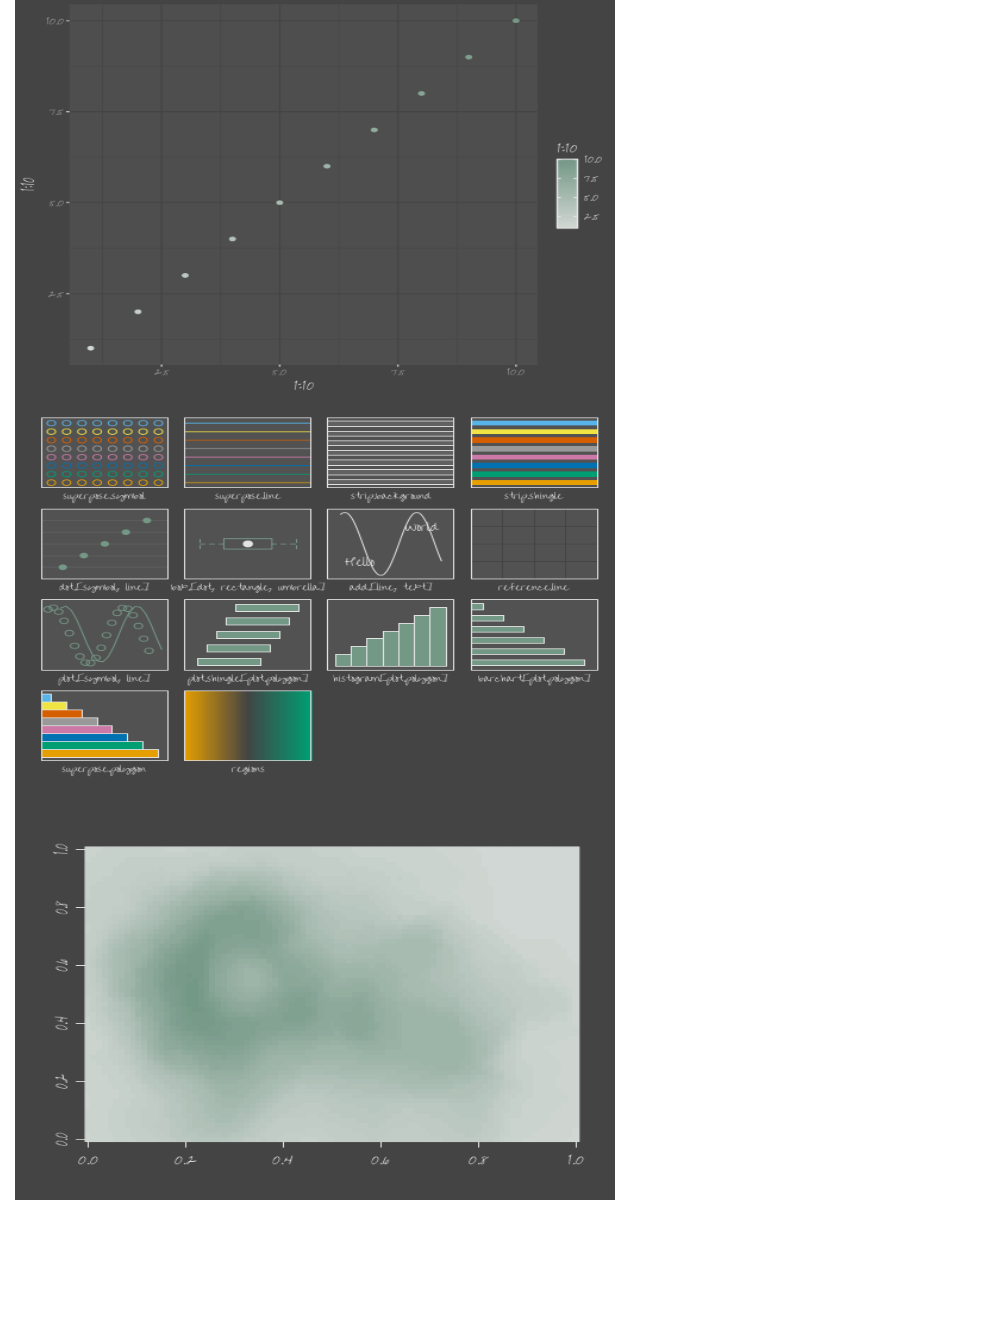 10.0
7.5
5.0
2.5
1:10
2.5 5.0 7.5 10.0
1:10
1:10
10.0
7.5
5.0
2.5
superpose.symbol superpose.line strip.background strip.shingle
World
Hello
dot[symbol, line] box[dot, rectangle, umbrella] add[line, text] reference.line
plot[symbol, line] plot.shingle[plot.polygon] histogram[plot.polygon] barchart[plot.polygon]
superpose.polygon regions
1.0
0.8
0.6
0.4
0.2
0.0
0.0 0.2 0.4 0.6 0.8 1.0